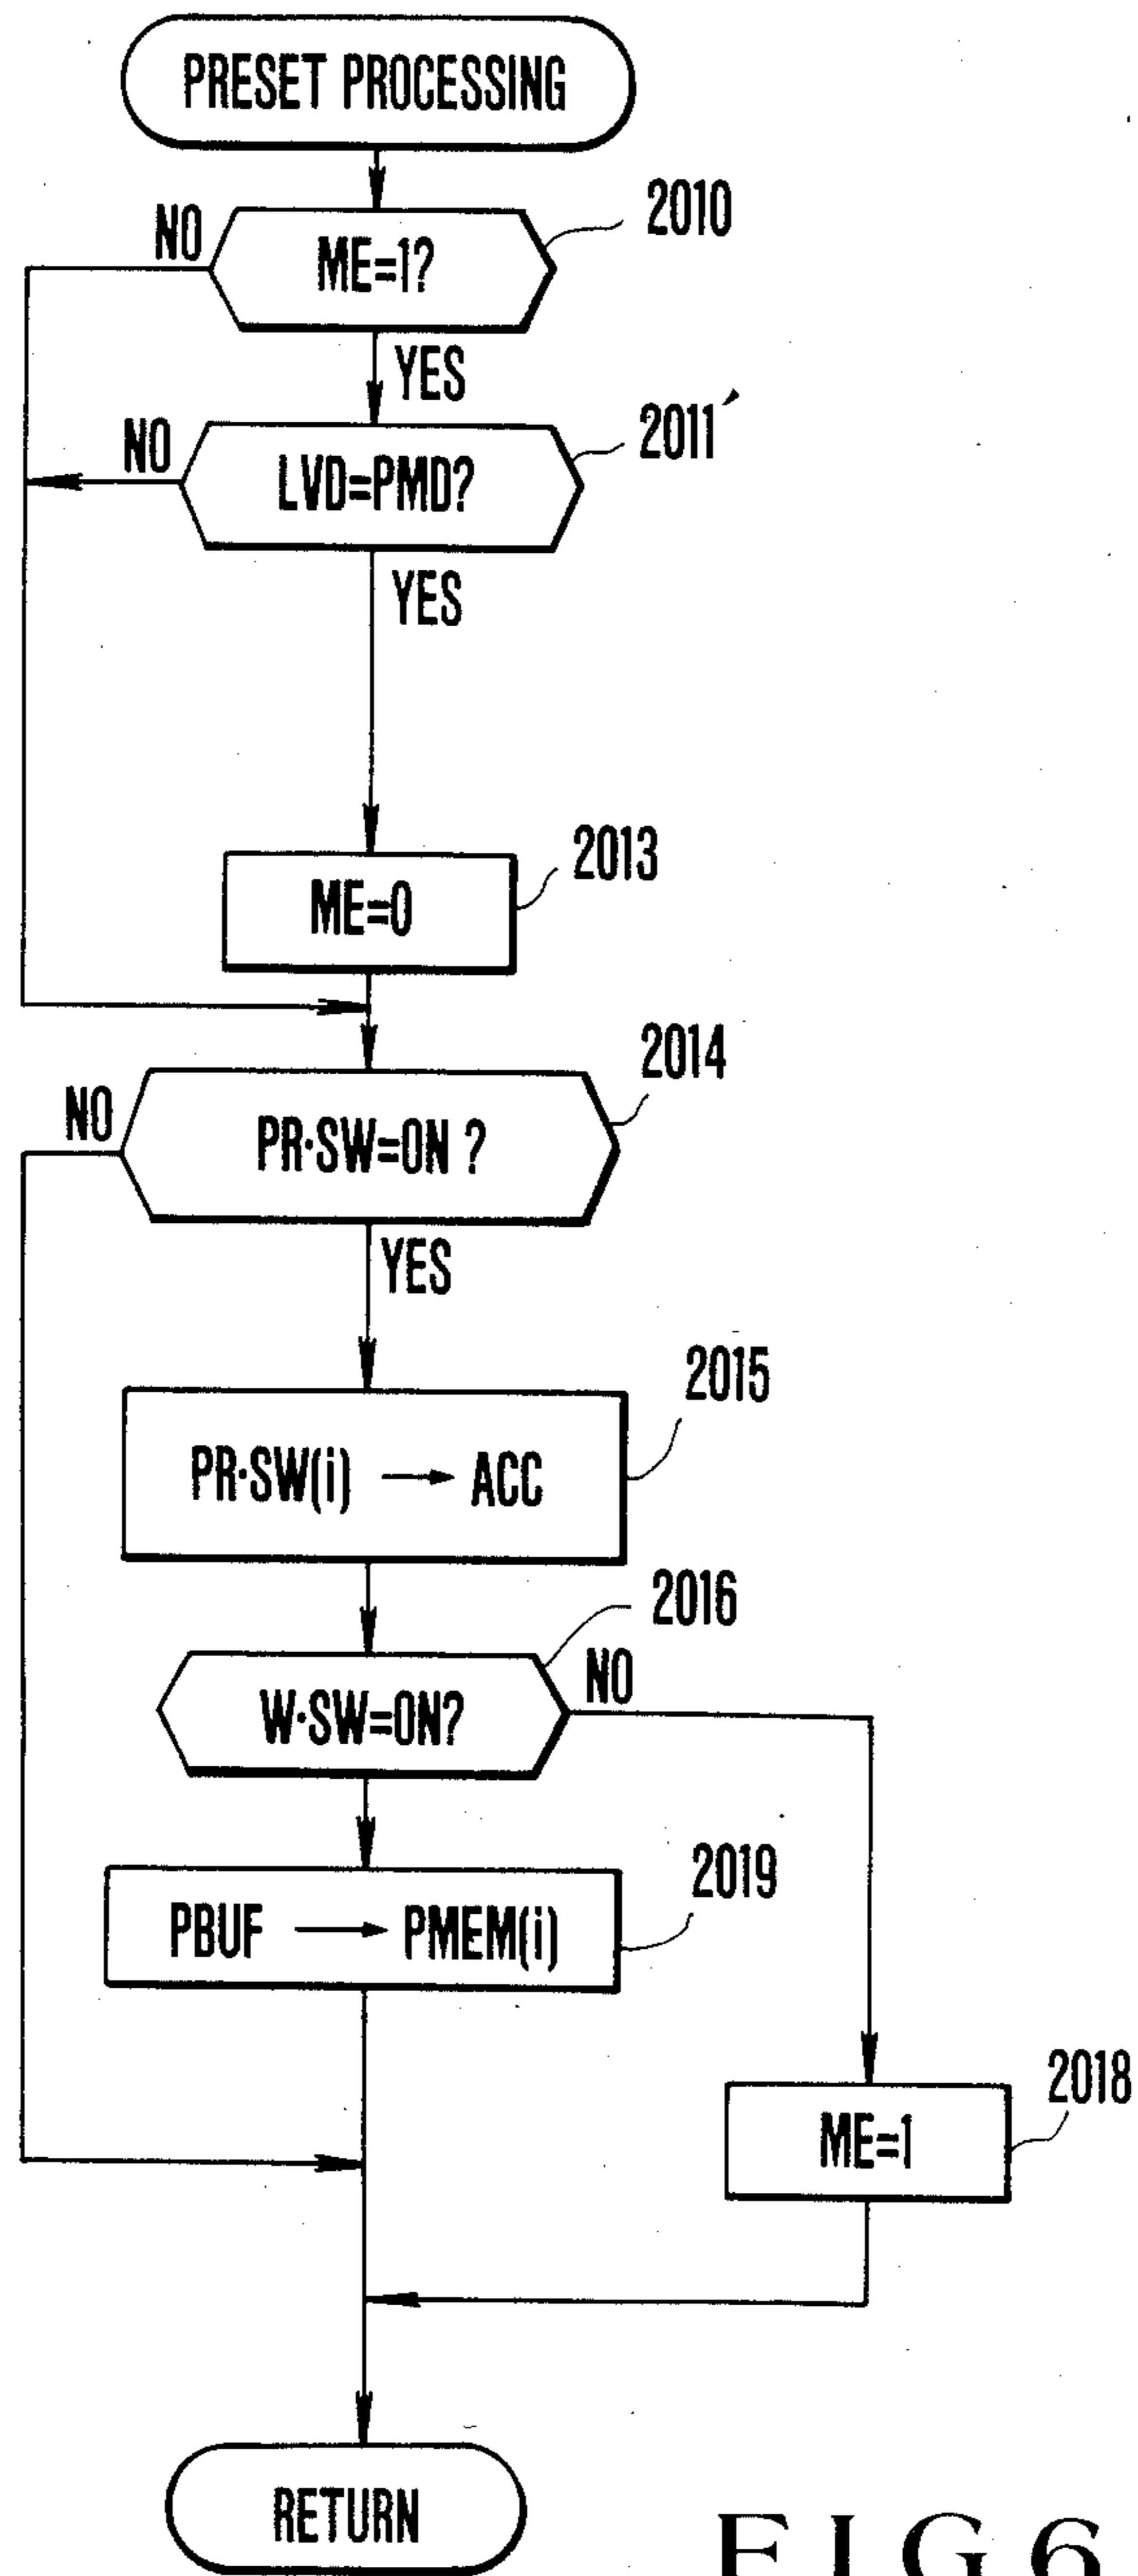 PRESET PROCESSING
2010
NO
ME=1?
YES
2011'
NO
LVD=PMD?
YES
2013
ME=0
2014
NO
PR·SW=ON ?
YES
2015
PR·SW(i) → ACC
2016
NO
W·SW=ON?
2019
PBUF → PMEM(i)
2018
ME=1
RETURN
FIG.6